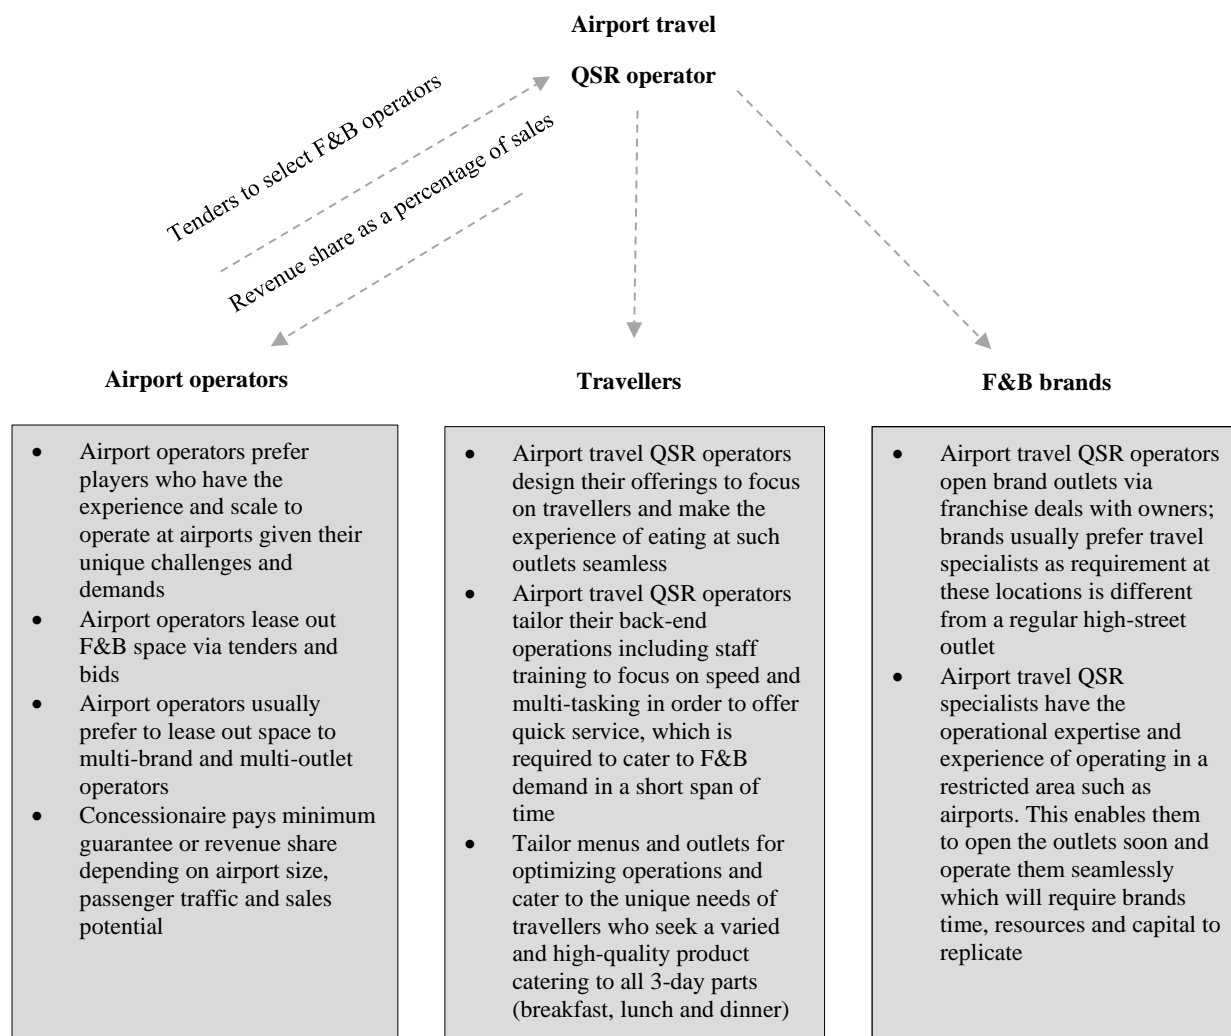 Airport travel
QSR operator
Tenders to select F&B operators
Revenue share as a percentage of sales
Airport operators
Travellers
F&B brands
• Airport operators prefer
players who have the
experience and scale to
operate at airports given their
unique challenges and
demands
• Airport operators lease out
F&B space via tenders and
bids
• Airport operators usually
prefer to lease out space to
multi-brand and multi-outlet
operators
• Concessionaire pays minimum
guarantee or revenue share
depending on airport size,
passenger traffic and sales
potential
• Airport travel QSR operators
design their offerings to focus
on travellers and make the
experience of eating at such
outlets seamless
• Airport travel QSR operators
tailor their back-end
operations including staff
training to focus on speed and
multi-tasking in order to offer
quick service, which is
required to cater to F&B
demand in a short span of
time
• Tailor menus and outlets for
optimizing operations and
cater to the unique needs of
travellers who seek a varied
and high-quality product
catering to all 3-day parts
(breakfast, lunch and dinner)
• Airport travel QSR operators
open brand outlets via
franchise deals with owners;
brands usually prefer travel
specialists as requirement at
these locations is different
from a regular high-street
outlet
• Airport travel QSR
specialists have the
operational expertise and
experience of operating in a
restricted area such as
airports. This enables them
to open the outlets soon and
operate them seamlessly
which will require brands
time, resources and capital to
replicate